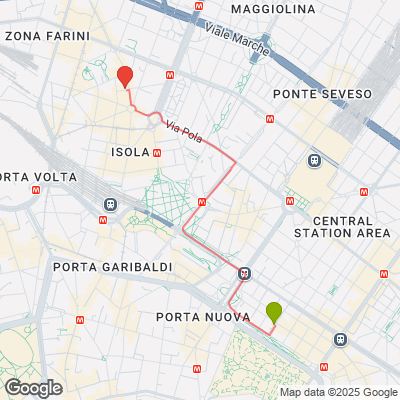 MAGGIOLINA
ZONA FARINI
Viale Marche
M
M
PONTE SEVESO
Via Pola
M
ISOLA M
M
PORTA VOLTA
M
M
M
CENTRAL
STATION AREA
PORTA GARIBALDI
PORTA NUOVA
M
M
M
Google
Map data ©2025 Google